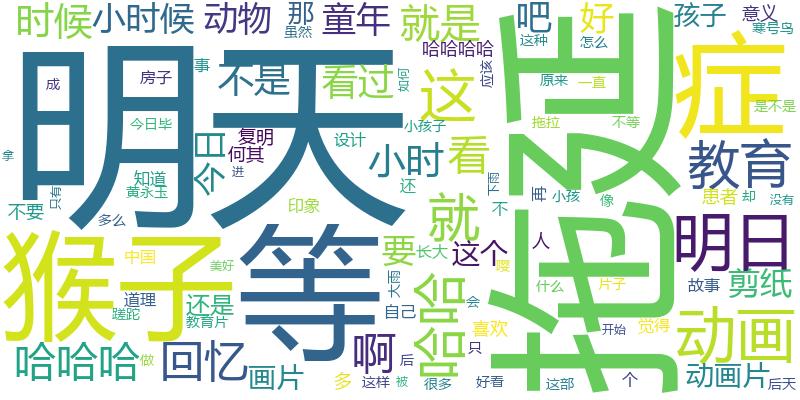 时候
小时候
动物
那
虽然
童年
就是
吧
好
孩子
意义
寒号鸟
哈哈哈哈
这种
怎么
明天
成
房子
事
不是
看过
如何
应该
这
原来
一直
拖延
症
是不是
今日毕
今日
复明
何其
设计
小孩子
拖拉
不等
拿
只有
知道
黄永玉
进
小时
看
还
下雨
再
小孩
像
教育
患者
却
没有
不要
多么
印象
就
不
猴子
等
中国
美好
要
长大
这个
人
嘤
什么
片子
明日
故事
剪纸
道理
蹉跎
还是
教育片
大雨
自己
哈哈
会
喜欢
觉得
动画
哈哈哈
做
回忆
画片
多
啊
这样
后
被
很多
只
好看
开始
这部
个
动画片
后天